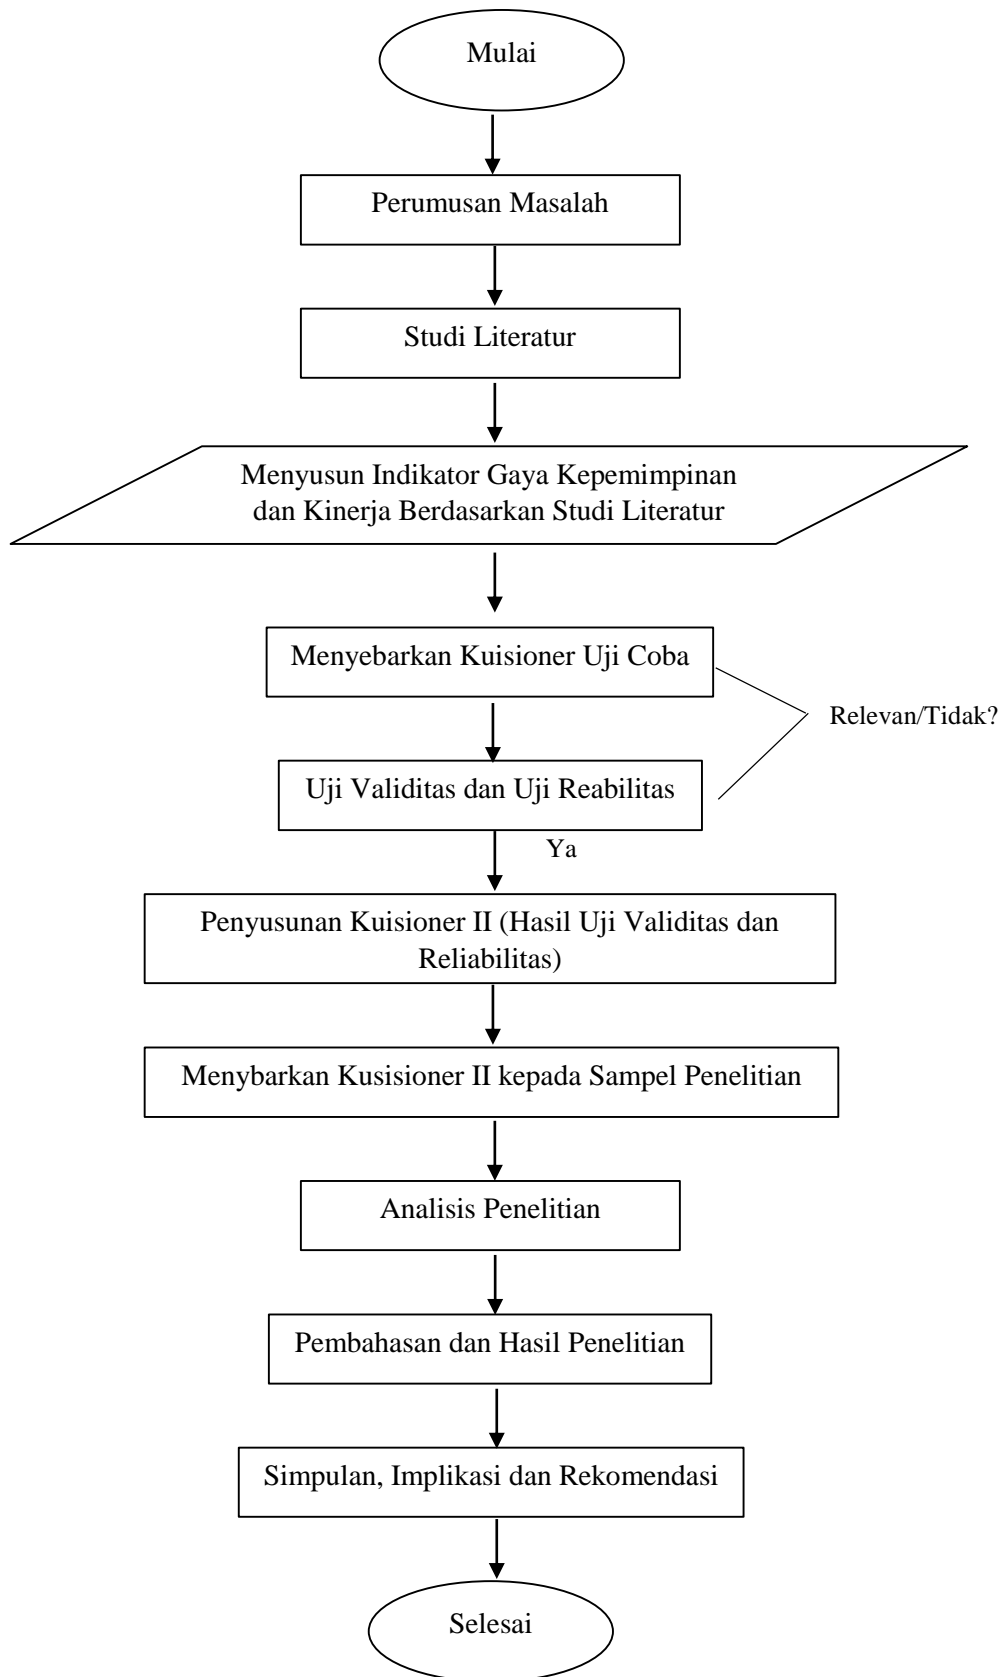 Mulai
Perumusan Masalah
Studi Literatur
Menyusun Indikator Gaya Kepemimpinan
dan Kinerja Berdasarkan Studi Literatur
Menyebarkan Kuisioner Uji Coba
Relevan/Tidak?
Uji Validitas dan Uji Reabilitas
Ya
Penyusunan Kuisioner II (Hasil Uji Validitas dan
Reliabilitas)
Menybarkan Kusisioner II kepada Sampel Penelitian
Analisis Penelitian
Pembahasan dan Hasil Penelitian
Simpulan, Implikasi dan Rekomendasi
Selesai